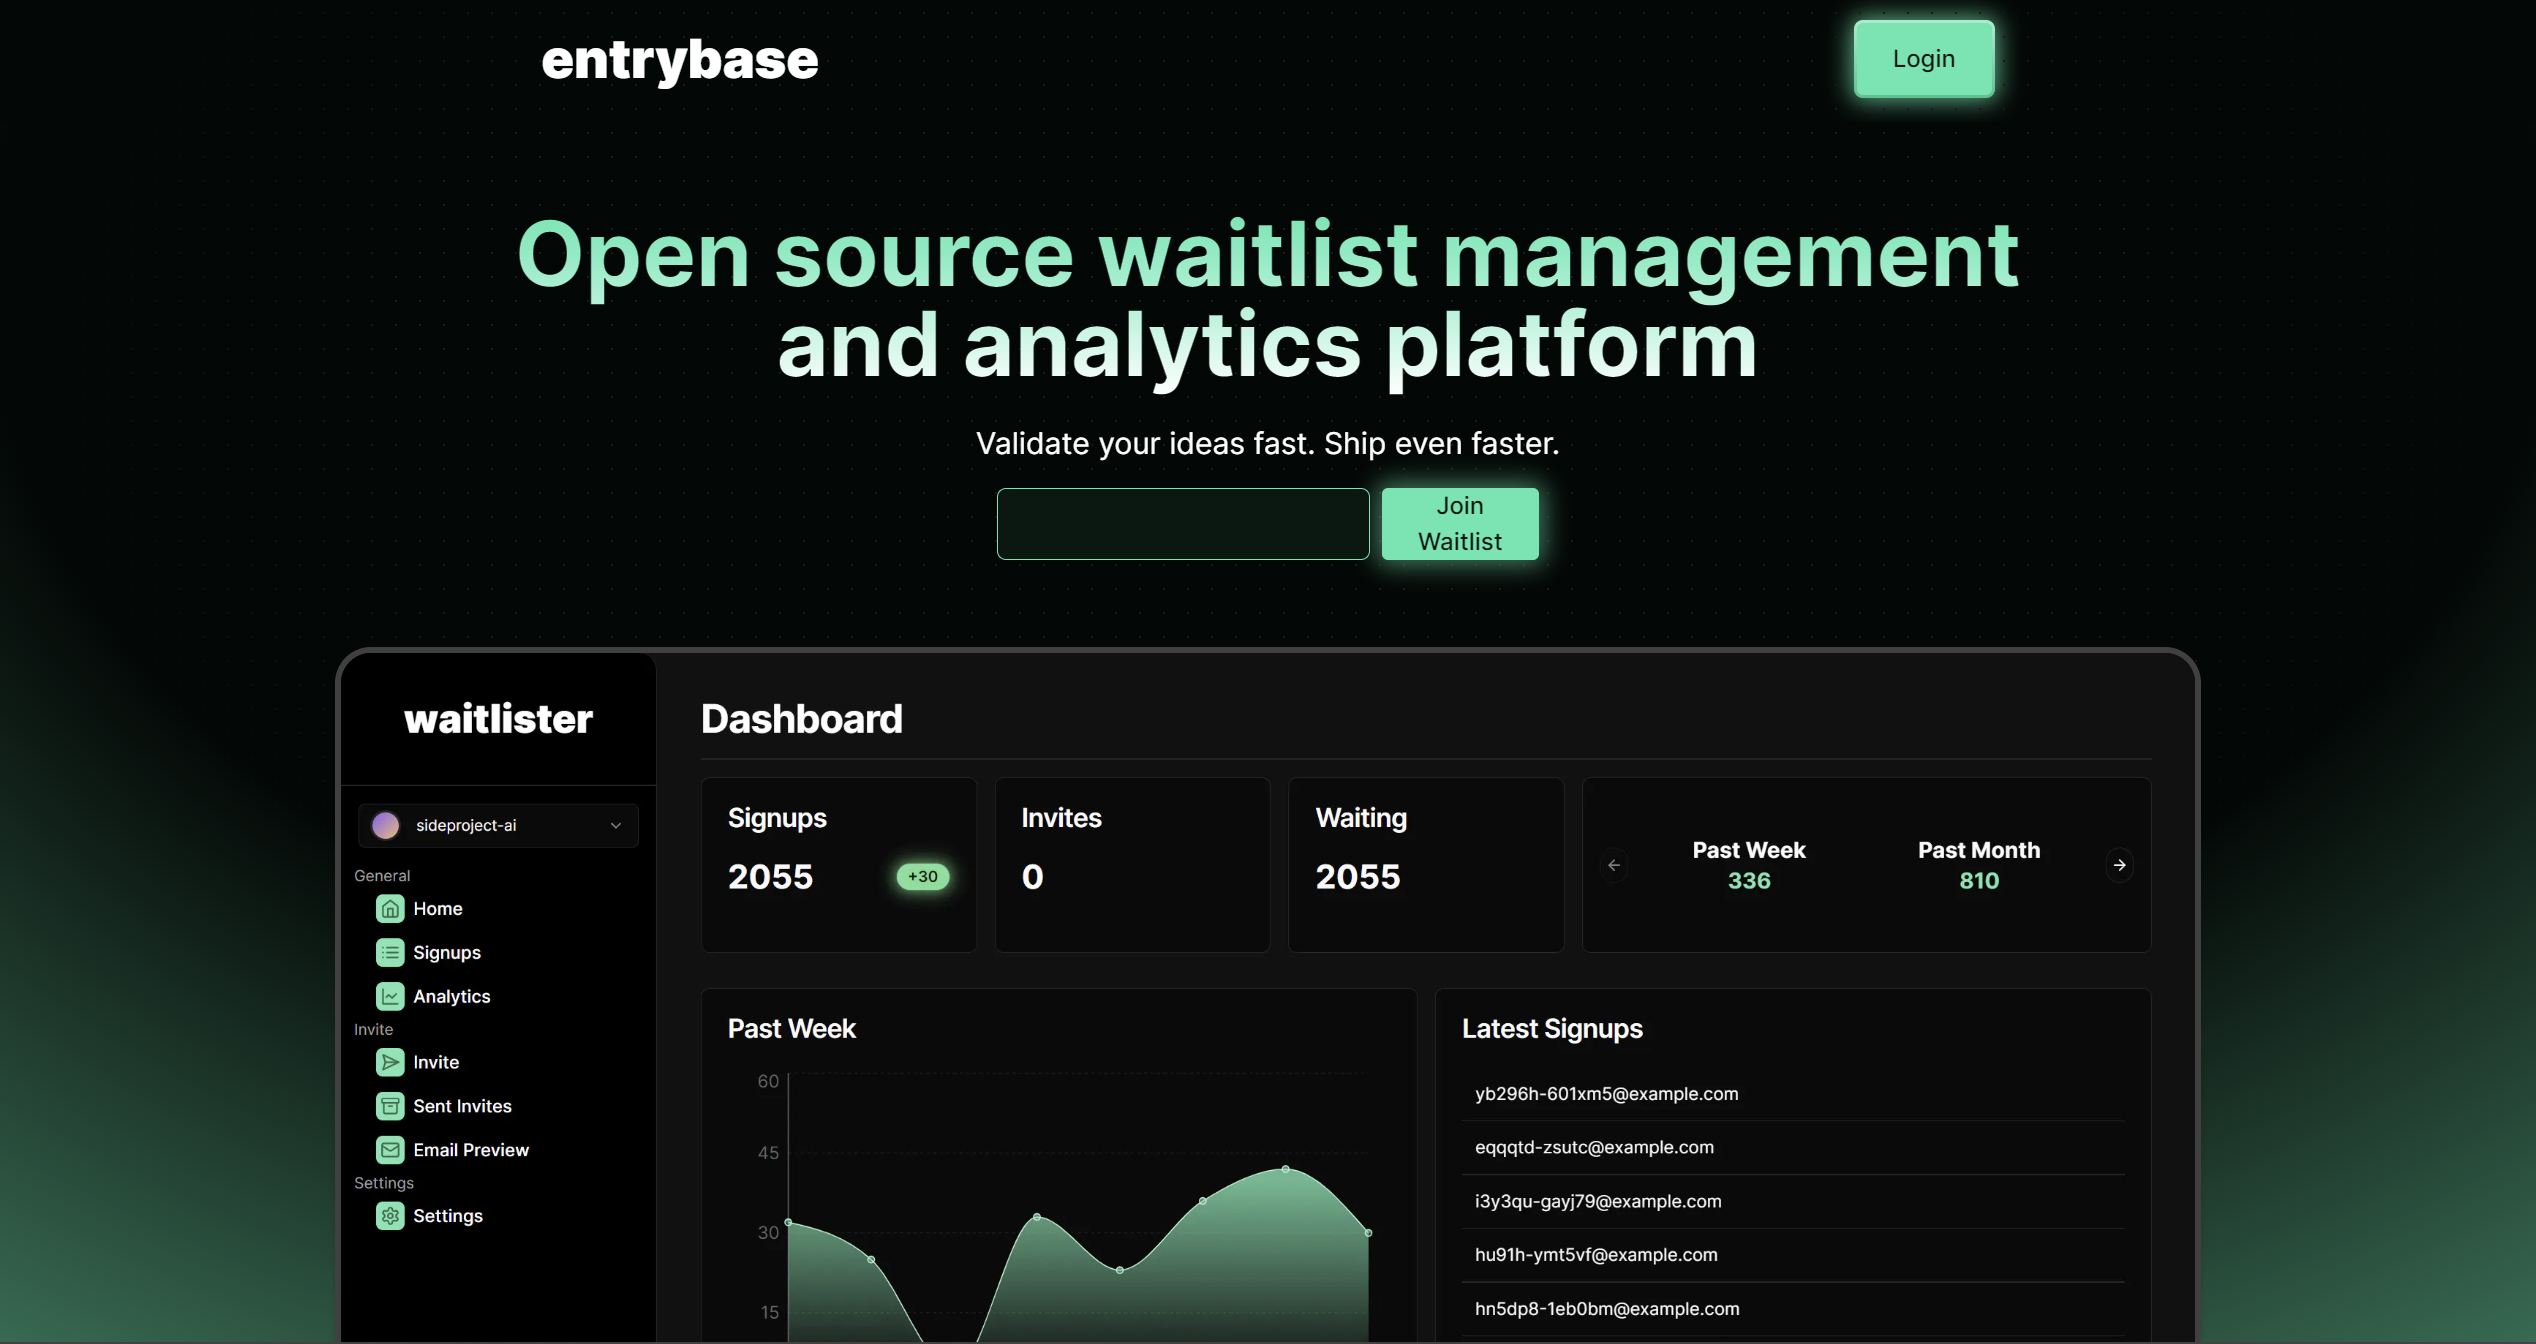 entrybase
Login
Open source waitlist management
and analytics platform
Validate your ideas fast. Ship even faster.
Join
Waitlist
waitlister
sideproject-ai
General
Home
Signups
Analytics
Invite
Invite
Sent Invites
Email Preview
Settings
Settings
Dashboard
Signups
2055
+30
Invites
0
Waiting
2055
Past Week
336
Past Month
810
Past Week
60
45
30
15
Latest Signups
yb296h-601xm5@example.com
eqqqtd-zsutc@example.com
i3y3qu-gayj79@example.com
hu91h-ymt5vf@example.com
hn5dp8-1eb0bm@example.com